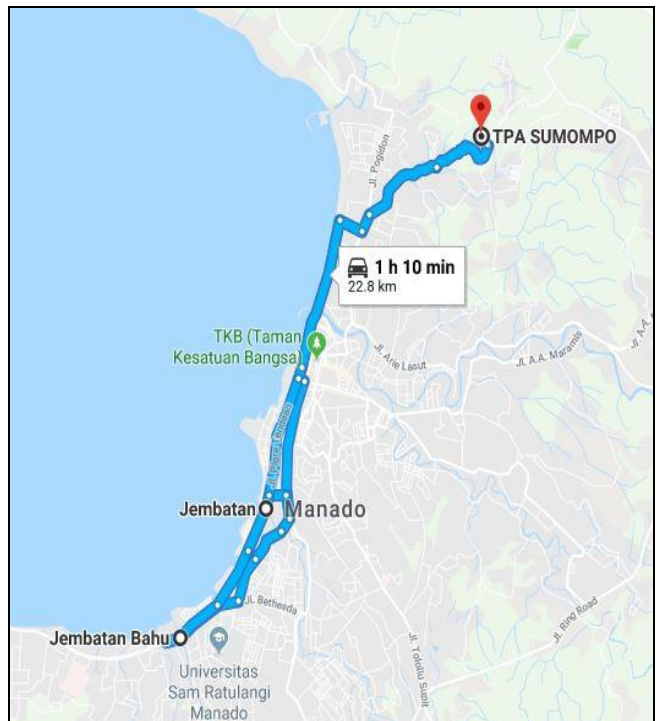 TPA SUMOMPO
Jl. Pogidon
1 h 10 min
22.8 km
TKB (Taman
Kesatuan Bangsa)
Jl. Arie Lasut
Jl. A.A. Maramis
Jembatan
Manado
JL. Bethesda
Jembatan Bahu
Universitas
Sam Ratulangi
Manado
JL. Ring Road